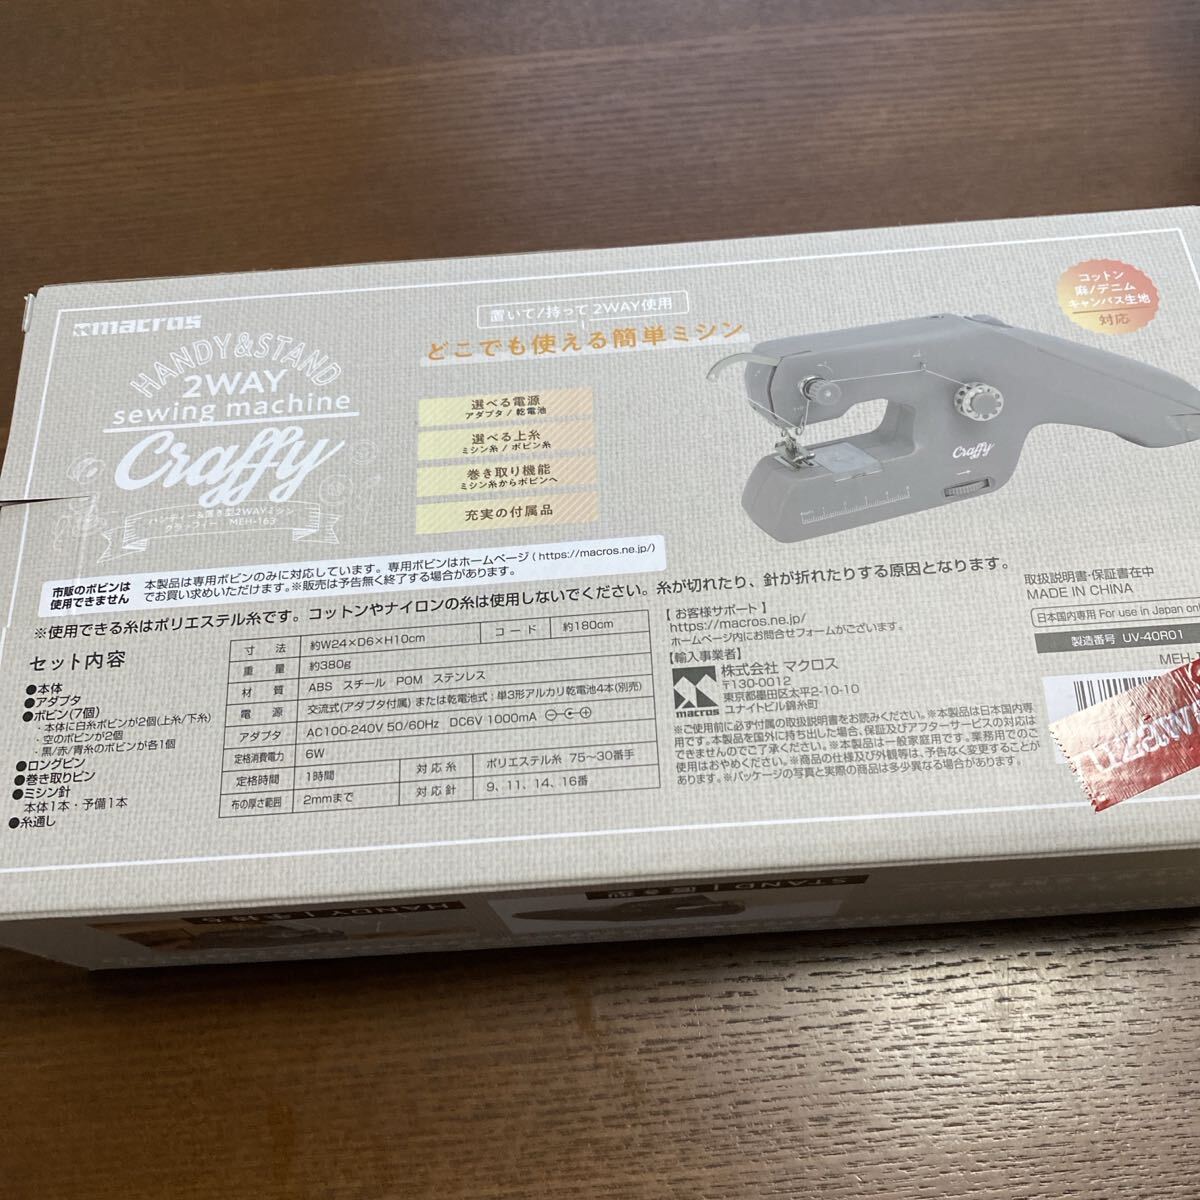 macros
HANDY&STAND
2WAY
sewing machine
Craffy
ハンディ&置き型2WAYミシン
クラッフィー MEH-163
置いて/持って 2WAY使用
どこでも使える簡単ミシン
選べる電源
アダプタ / 乾電池
選べる上糸
ミシン糸 / ボビン糸
巻き取り機能
ミシン糸からボビンへ
充実の付属品
コットン
麻/デニム
キャンバス生地
対応
Craffy
市販のボビンは
使用できません
本製品は専用ボビンのみに対応しています。専用ボビンはホームページ ( https://macros.ne.jp/)
でお買い求めいただけます。※販売は予告無く終了する場合があります。
※使用できる糸はポリエステル糸です。コットンやナイロンの糸は使用しないでください。糸が切れたり、針が折れたりする原因となります。
セット内容
●本体
●アダプタ
●ボビン(7個)
・本体に白糸ボビンが2個(上糸/下糸)
・空のボビンが2個
・黒/赤/青糸のボビンが各1個
●ロングピン
●巻き取りピン
●ミシン針
本体1本・予備1本
●糸通し
寸法 約W24×D6×H10cm コード 約180cm
重量 約380g
材質 ABS スチール POM ステンレス
電源 交流式(アダプタ付属) または乾電池式:単3形アルカリ乾電池4本(別売)
アダプタ AC100-240V 50/60Hz DC6V 1000mA
定格消費電力 6W
定格時間 1時間 対応糸 ポリエステル糸 75〜30番手
布の厚さ範囲 2mmまで 対応針 9、11、14、16番
【 お客様サポート 】
https://macros.ne.jp/
ホームページ内にお問合せフォームがございます。
【輸入事業者】
macros
株式会社 マクロス
〒130-0012
東京都墨田区太平2-10-10
ユナイトビル錦糸町
※ご使用前に必ず付属の取扱説明書をお読みください。※本製品は日本国内専
用です。本製品を国外に持ち出した場合、保証及びアフターサービスの対応は
できませんのでご了承ください。※本製品は一般家庭用です。業務用でのご
使用はおやめください。※商品の仕様及び外観等は、予告なく変更することが
あります。※パッケージの写真と実際の商品は多少異なる場合があります。
取扱説明書・保証書在中
MADE IN CHINA
日本国内専用 For use in Japan onl
製造番号 UV-40R01
MEH-1
uzawa
HANDY | 手持ち
STAND | 置き型